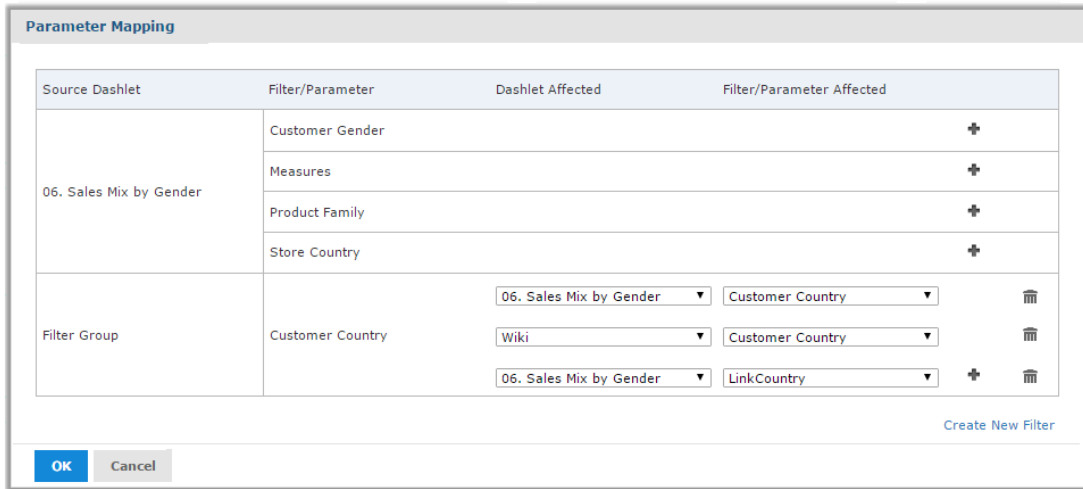 Parameter Mapping
Source Dashlet Filter/Parameter Dashlet Affected Filter/Parameter Affected
Customer Gender
Measures
06. Sales Mix by Gender
Product Family
Store Country
06. Sales Mix by Gender Customer Country
Filter Group Customer Country Wiki Customer Country
06. Sales Mix by Gender LinkCountry
Create New Filter
OK Cancel